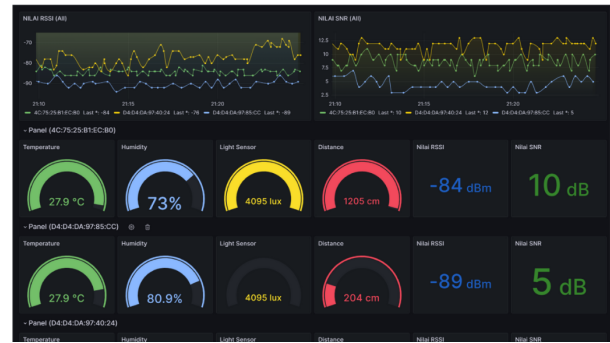 NILAI RSSI (All)
NILAI SNR (All)
-70
-80
-90
21:10 21:15 21:20
4C:75:25:B1:EC:B0 Last *: -84 D4:D4:DA:97:40:24 Last *: -76 D4:D4:DA:97:85:CC Last *: -89
12.5
10
7.5
5
2.5
21:10 21:15 21:20
4C:75:25:B1:EC:B0 Last *: 10 D4:D4:DA:97:40:24 Last *: 12 D4:D4:DA:97:85:CC Last *: 5
Panel (4C:75:25:B1:EC:B0)
Temperature Humidity Light Sensor Distance Nilai RSSI Nilai SNR
27.9 °C 73% 4095 lux 1205 cm -84 dBm 10 dB
Panel (D4:D4:DA:97:85:CC)
Temperature Humidity Light Sensor Distance Nilai RSSI Nilai SNR
27.9 °C 80.9% 4095 lux 204 cm -89 dBm 5 dB
Panel (D4:D4:DA:97:40:24)
Temperature Humidity Light Sensor Distance Nilai RSSI Nilai SNR